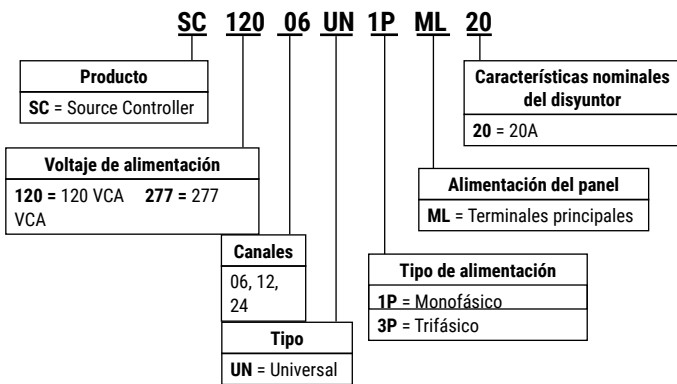 SC 120 06 UN 1P ML 20
Producto
SC = Source Controller
Características nominales
del disyuntor
20 = 20A
Voltaje de alimentación
120 = 120 VCA 277 = 277
VCA
Alimentación del panel
ML = Terminales principales
Canales
06, 12,
24
Tipo de alimentación
1P = Monofásico
3P = Trifásico
Tipo
UN = Universal